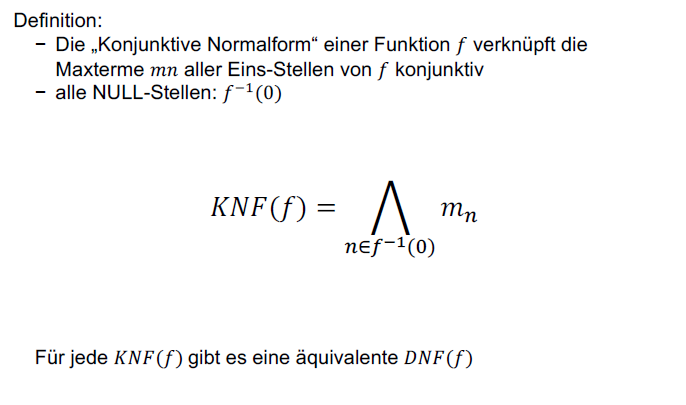 Definition:
− Die „Konjunktive Normalform“ einer Funktion 𝑓 verknüpft die
Maxterme 𝑚𝑛 aller Eins-Stellen von 𝑓 konjunktiv
− alle NULL-Stellen: 𝑓⁻¹(0)
𝐾𝑁𝐹(𝑓) = ⋀ 𝑚ₙ
𝑛∈𝑓⁻¹(0)
Für jede 𝐾𝑁𝐹(𝑓) gibt es eine äquivalente 𝐷𝑁𝐹(𝑓)